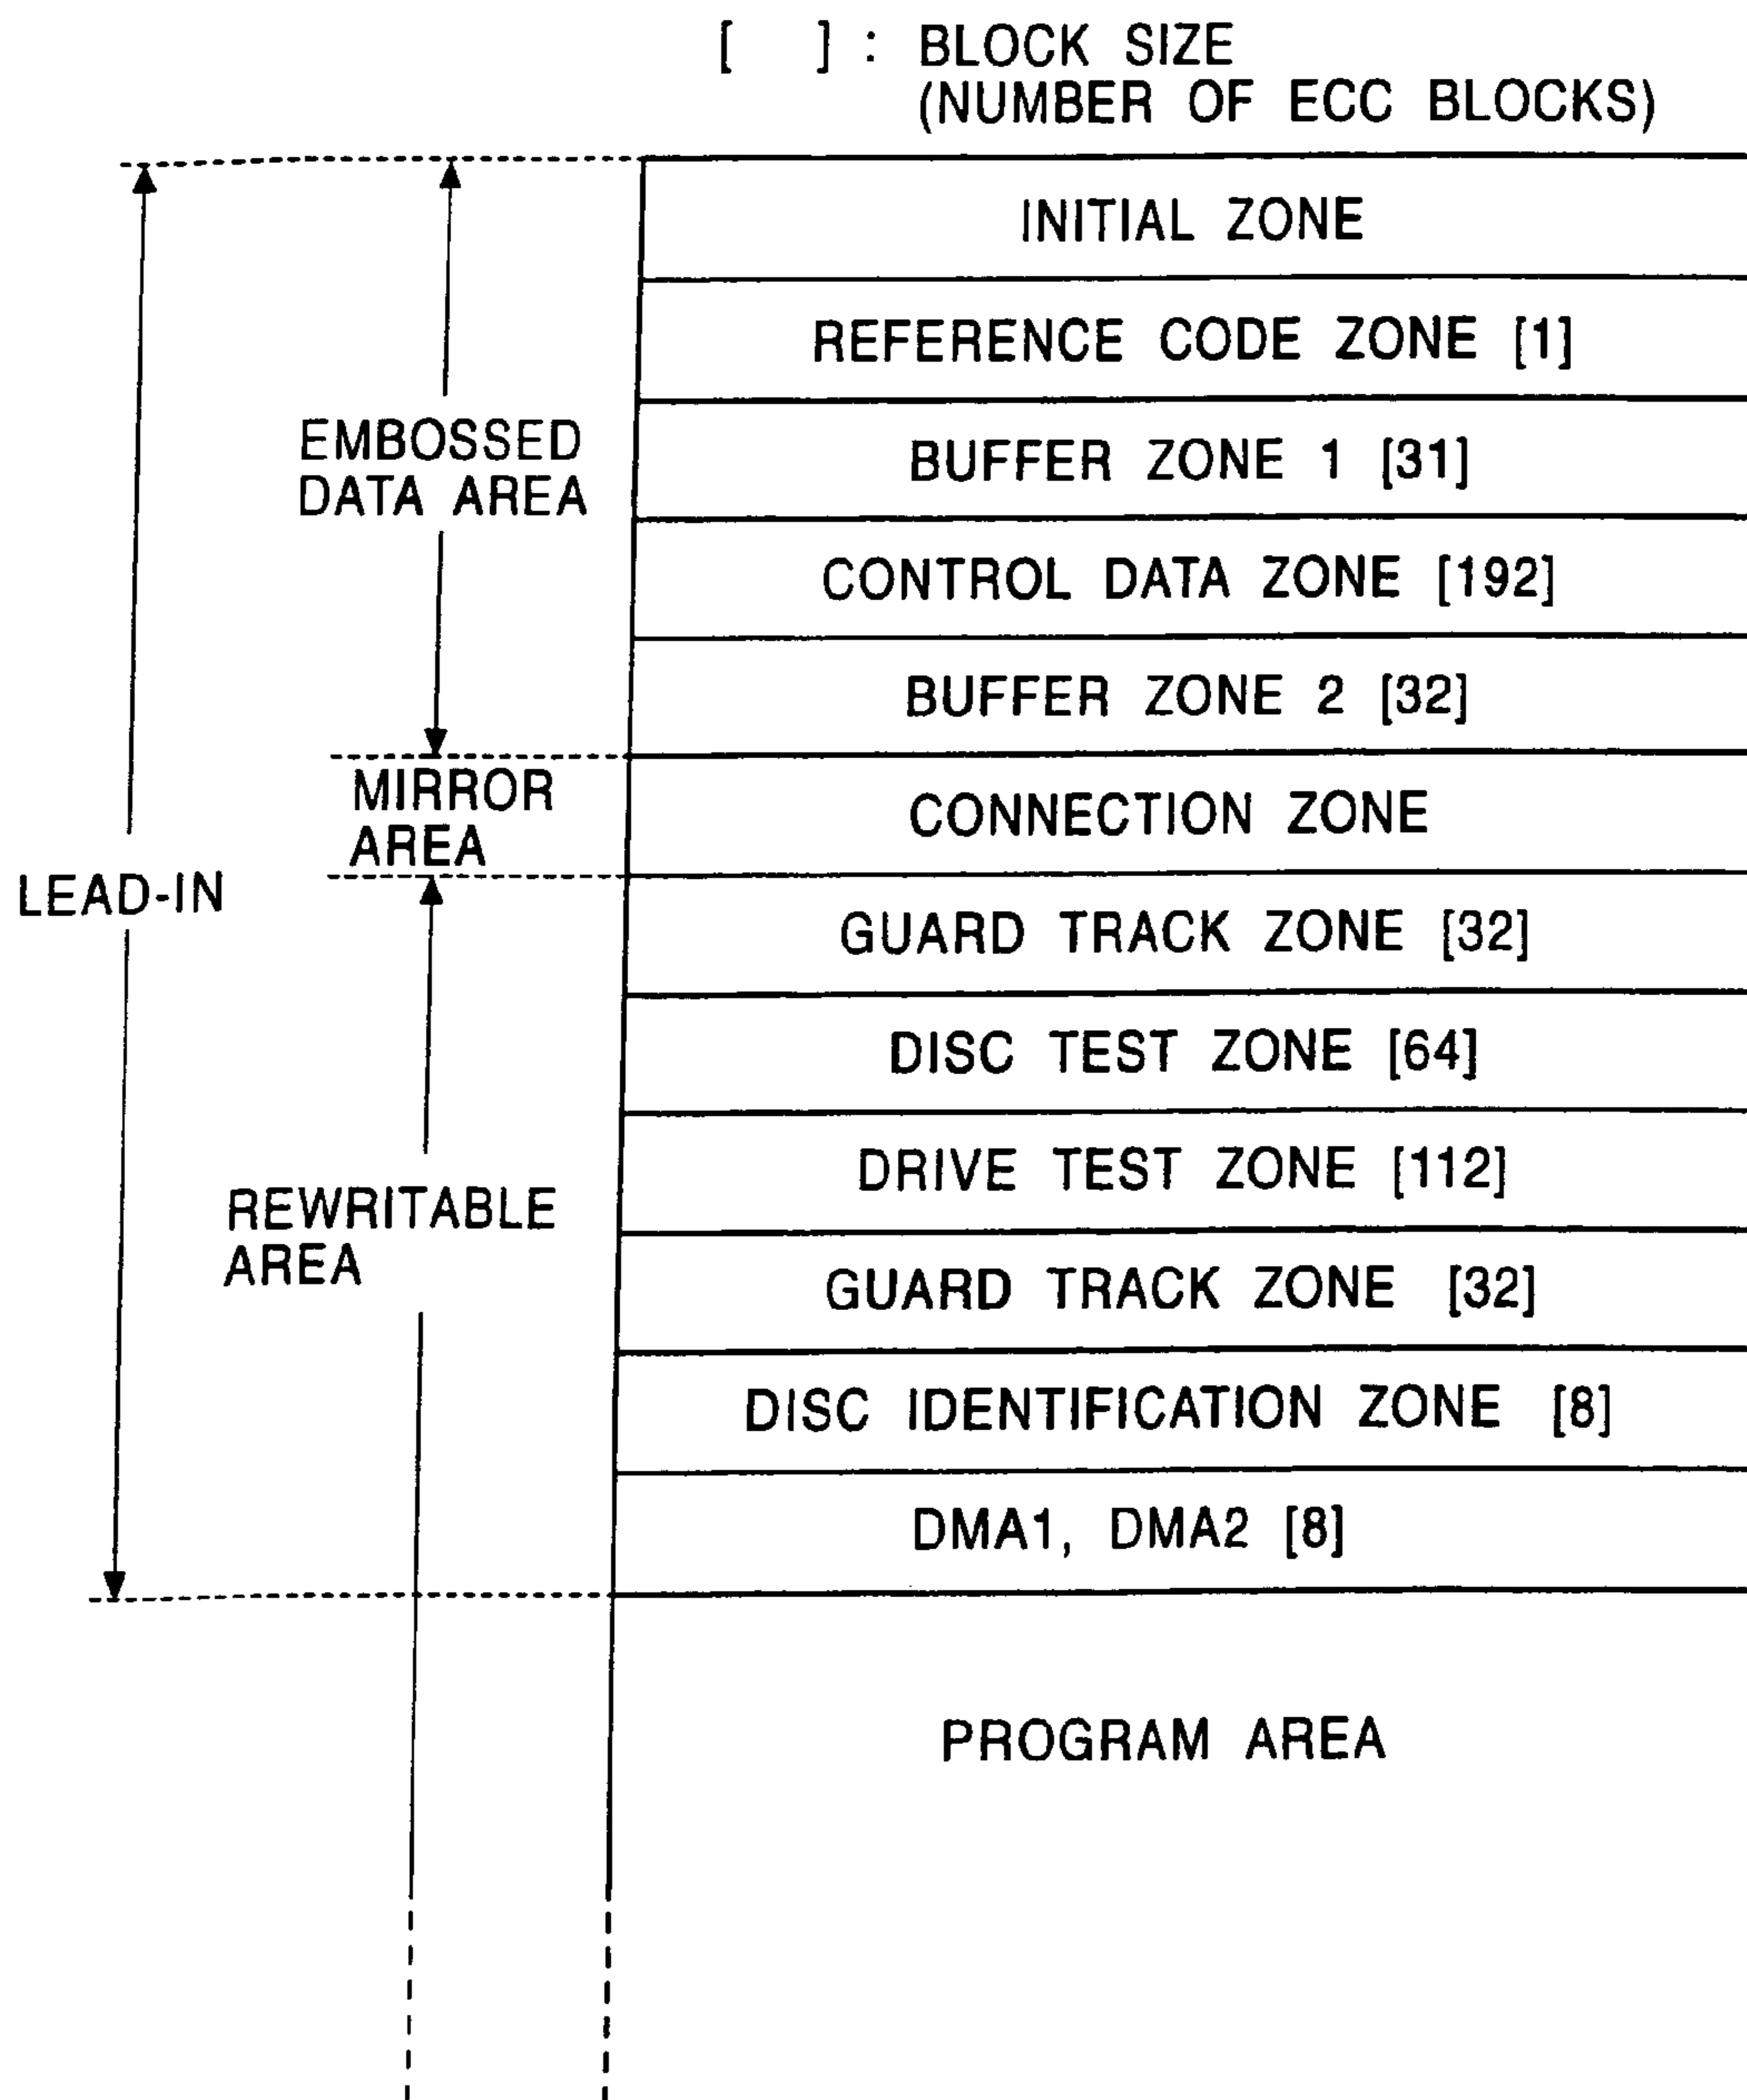 [ ] : BLOCK SIZE
(NUMBER OF ECC BLOCKS)
INITIAL ZONE
REFERENCE CODE ZONE [1]
EMBOSSED
DATA AREA
BUFFER ZONE 1 [31]
CONTROL DATA ZONE [192]
BUFFER ZONE 2 [32]
MIRROR
AREA
CONNECTION ZONE
LEAD-IN
GUARD TRACK ZONE [32]
DISC TEST ZONE [64]
DRIVE TEST ZONE [112]
REWRITABLE
AREA
GUARD TRACK ZONE [32]
DISC IDENTIFICATION ZONE [8]
DMA1, DMA2 [8]
PROGRAM AREA